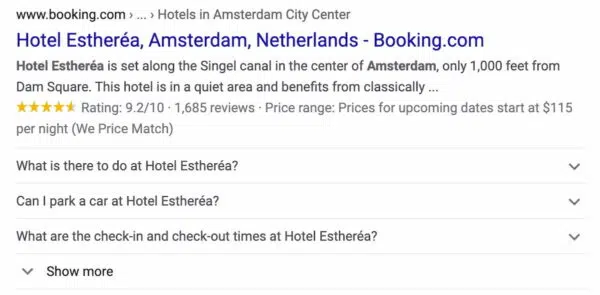 www.booking.com › ... › Hotels in Amsterdam City Center
Hotel Estheréa, Amsterdam, Netherlands - Booking.com
Hotel Estheréa is set along the Singel canal in the center of Amsterdam, only 1,000 feet from
Dam Square. This hotel is in a quiet area and benefits from classically ...
Rating: 9.2/10 · 1,685 reviews · Price range: Prices for upcoming dates start at $115
per night (We Price Match)
What is there to do at Hotel Estheréa?
Can I park a car at Hotel Estheréa?
What are the check-in and check-out times at Hotel Estheréa?
Show more